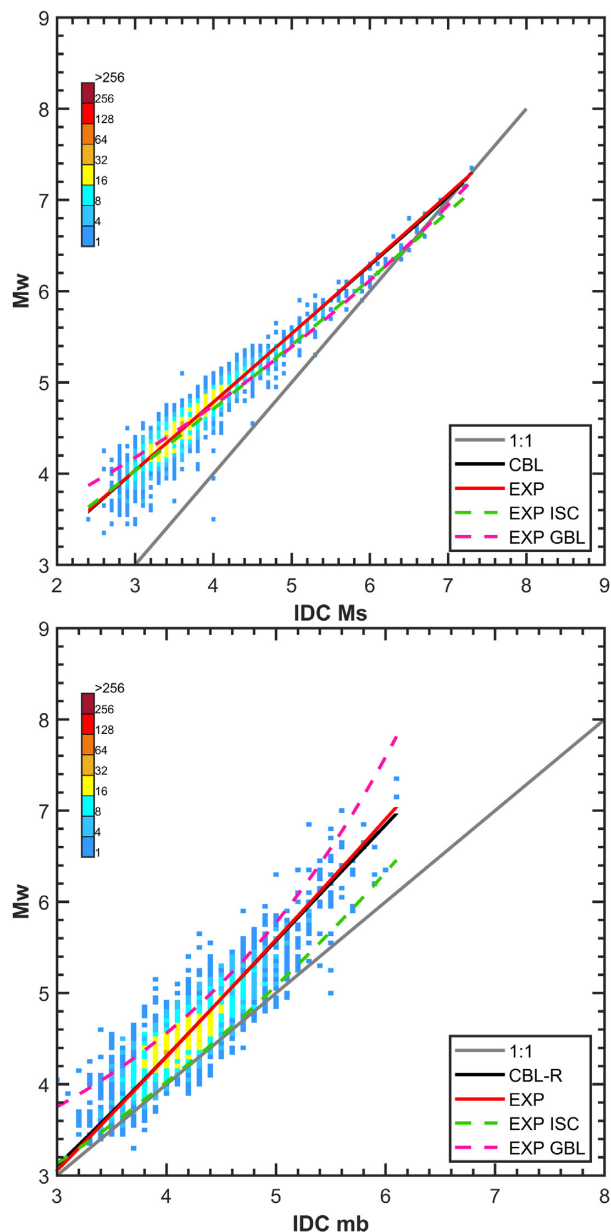 9
8
7
6
5
4
3
Mw
>256
256
128
64
32
16
8
4
1
1:1
CBL
EXP
EXP ISC
EXP GBL
2 3 4 5 6 7 8 9
IDC Ms
9
8
7
6
5
4
3
Mw
>256
256
128
64
32
16
8
4
1
1:1
CBL-R
EXP
EXP ISC
EXP GBL
3 4 5 6 7 8
IDC mb